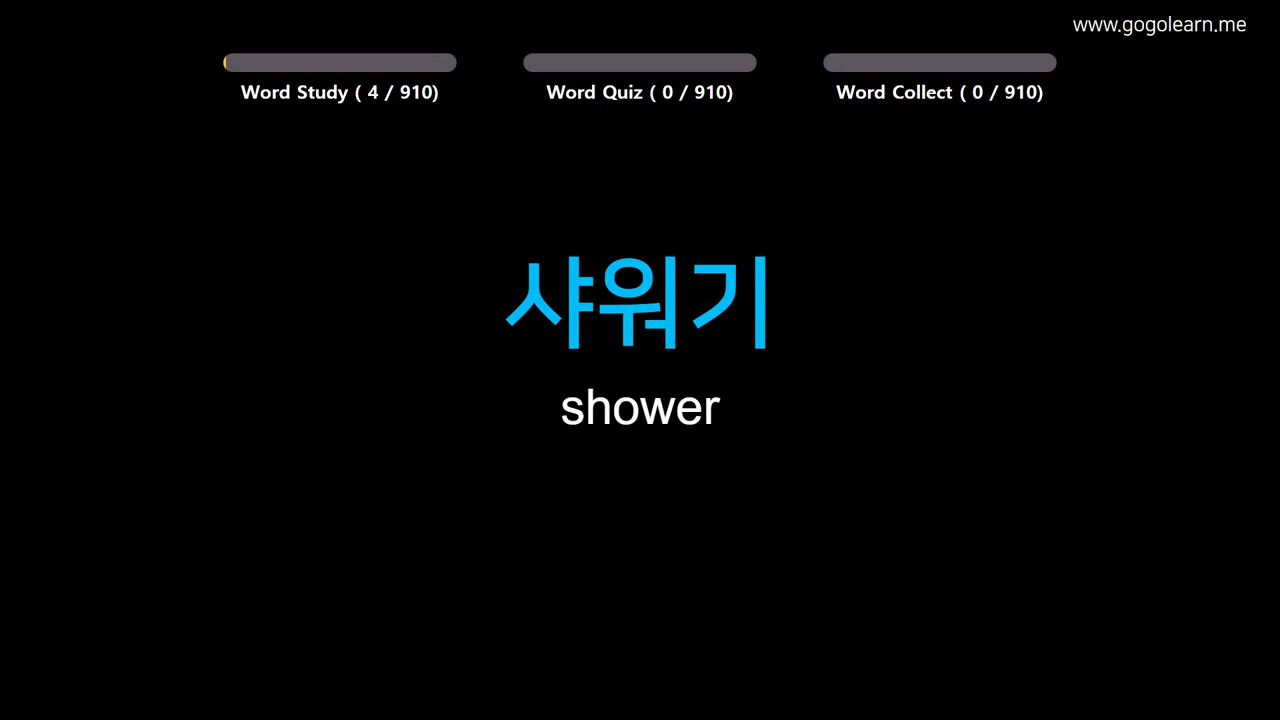 www.gogolearn.me
Word Study ( 4 / 910)
Word Quiz ( 0 / 910)
Word Collect ( 0 / 910)
샤워기
shower